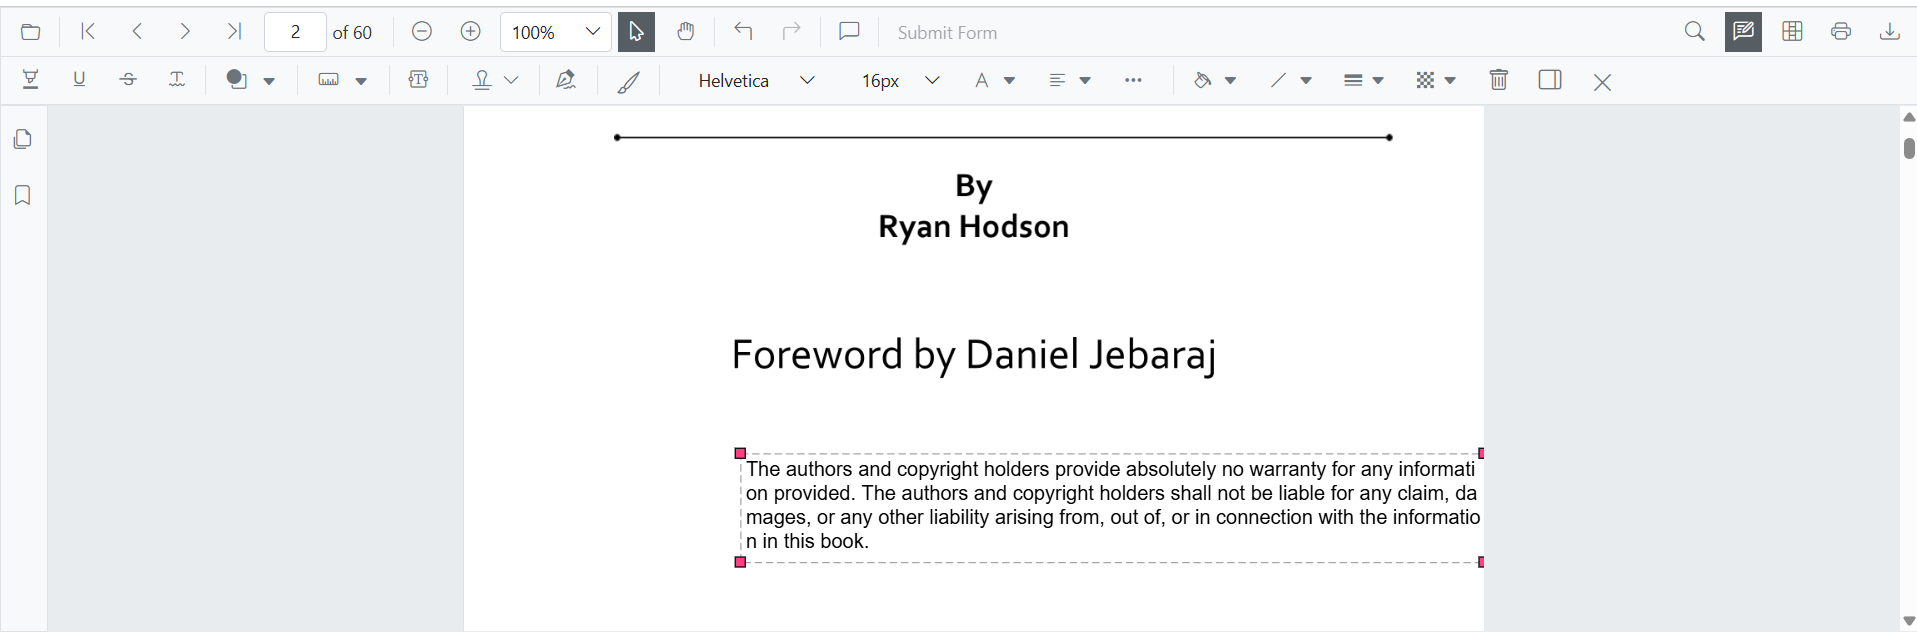 2 of 60 100% Submit Form
Helvetica 16px A
By
Ryan Hodson
Foreword by Daniel Jebaraj
The authors and copyright holders provide absolutely no warranty for any informati
on provided. The authors and copyright holders shall not be liable for any claim, da
mages, or any other liability arising from, out of, or in connection with the informatio
n in this book.